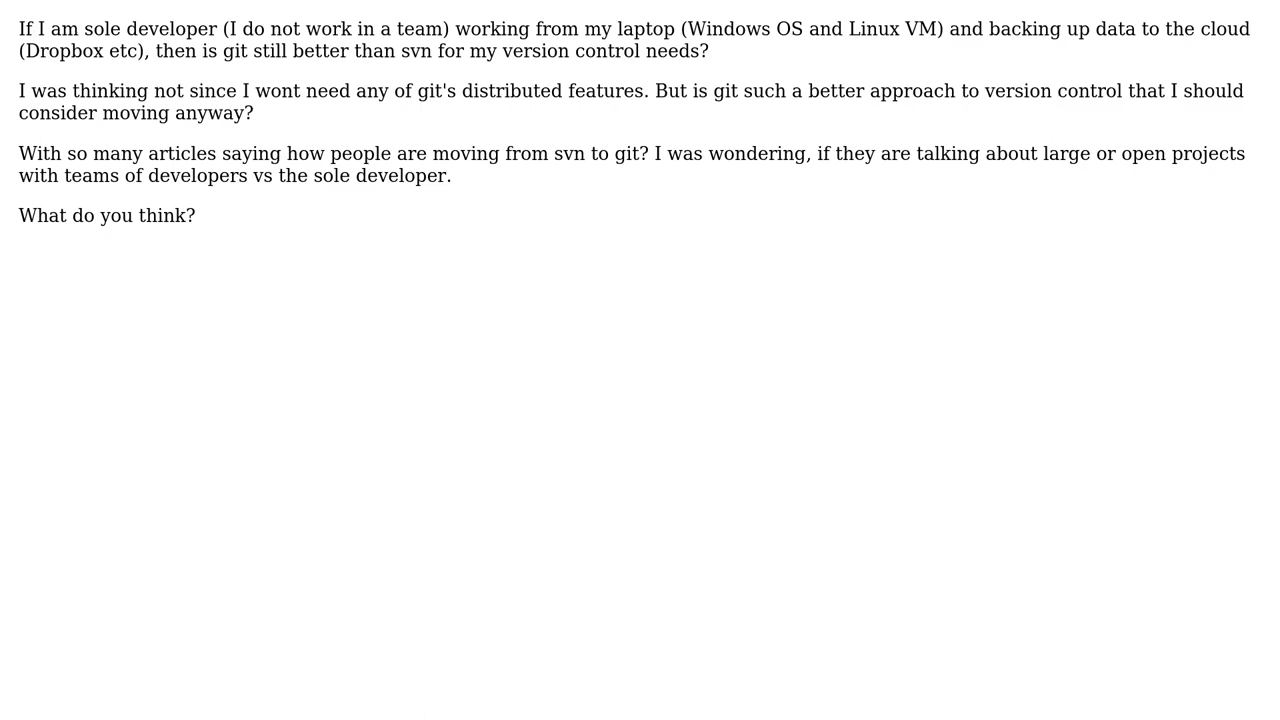 If I am sole developer (I do not work in a team) working from my laptop (Windows OS and Linux VM) and backing up data to the cloud
(Dropbox etc), then is git still better than svn for my version control needs?
I was thinking not since I wont need any of git's distributed features. But is git such a better approach to version control that I should
consider moving anyway?
With so many articles saying how people are moving from svn to git? I was wondering, if they are talking about large or open projects
with teams of developers vs the sole developer.
What do you think?